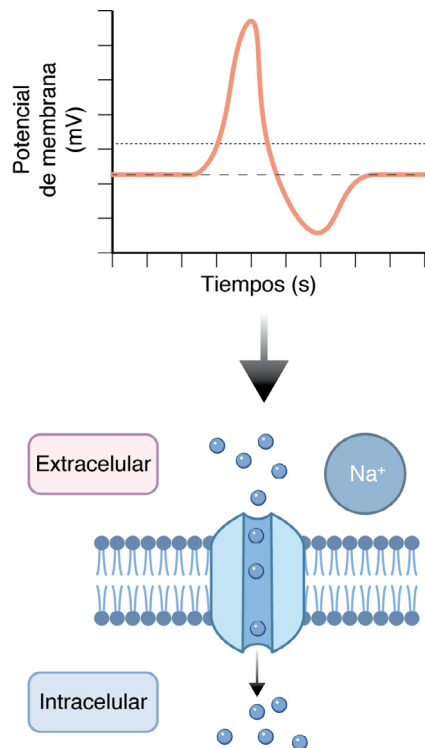 Potencial
de membrana
(mV)
Tiempos (s)
Extracelular
Na⁺
Intracelular